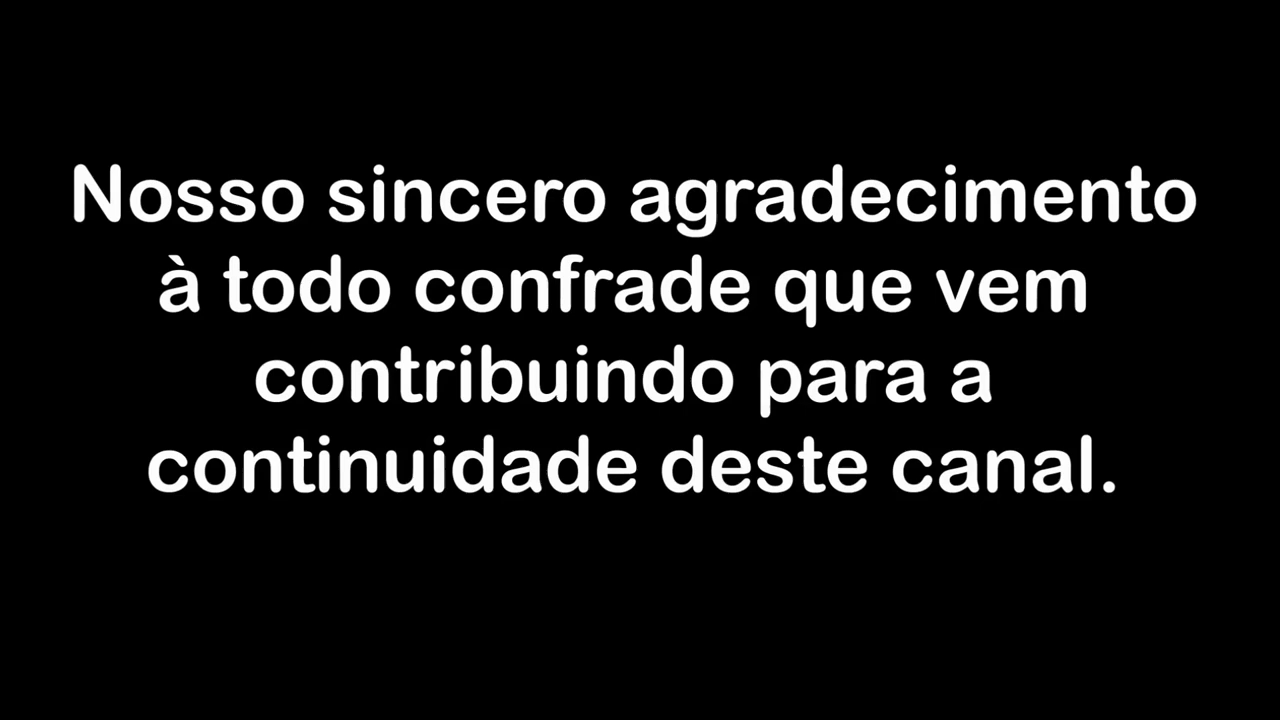 Nosso sincero agradecimento
à todo confrade que vem
contribuindo para a
continuidade deste canal.